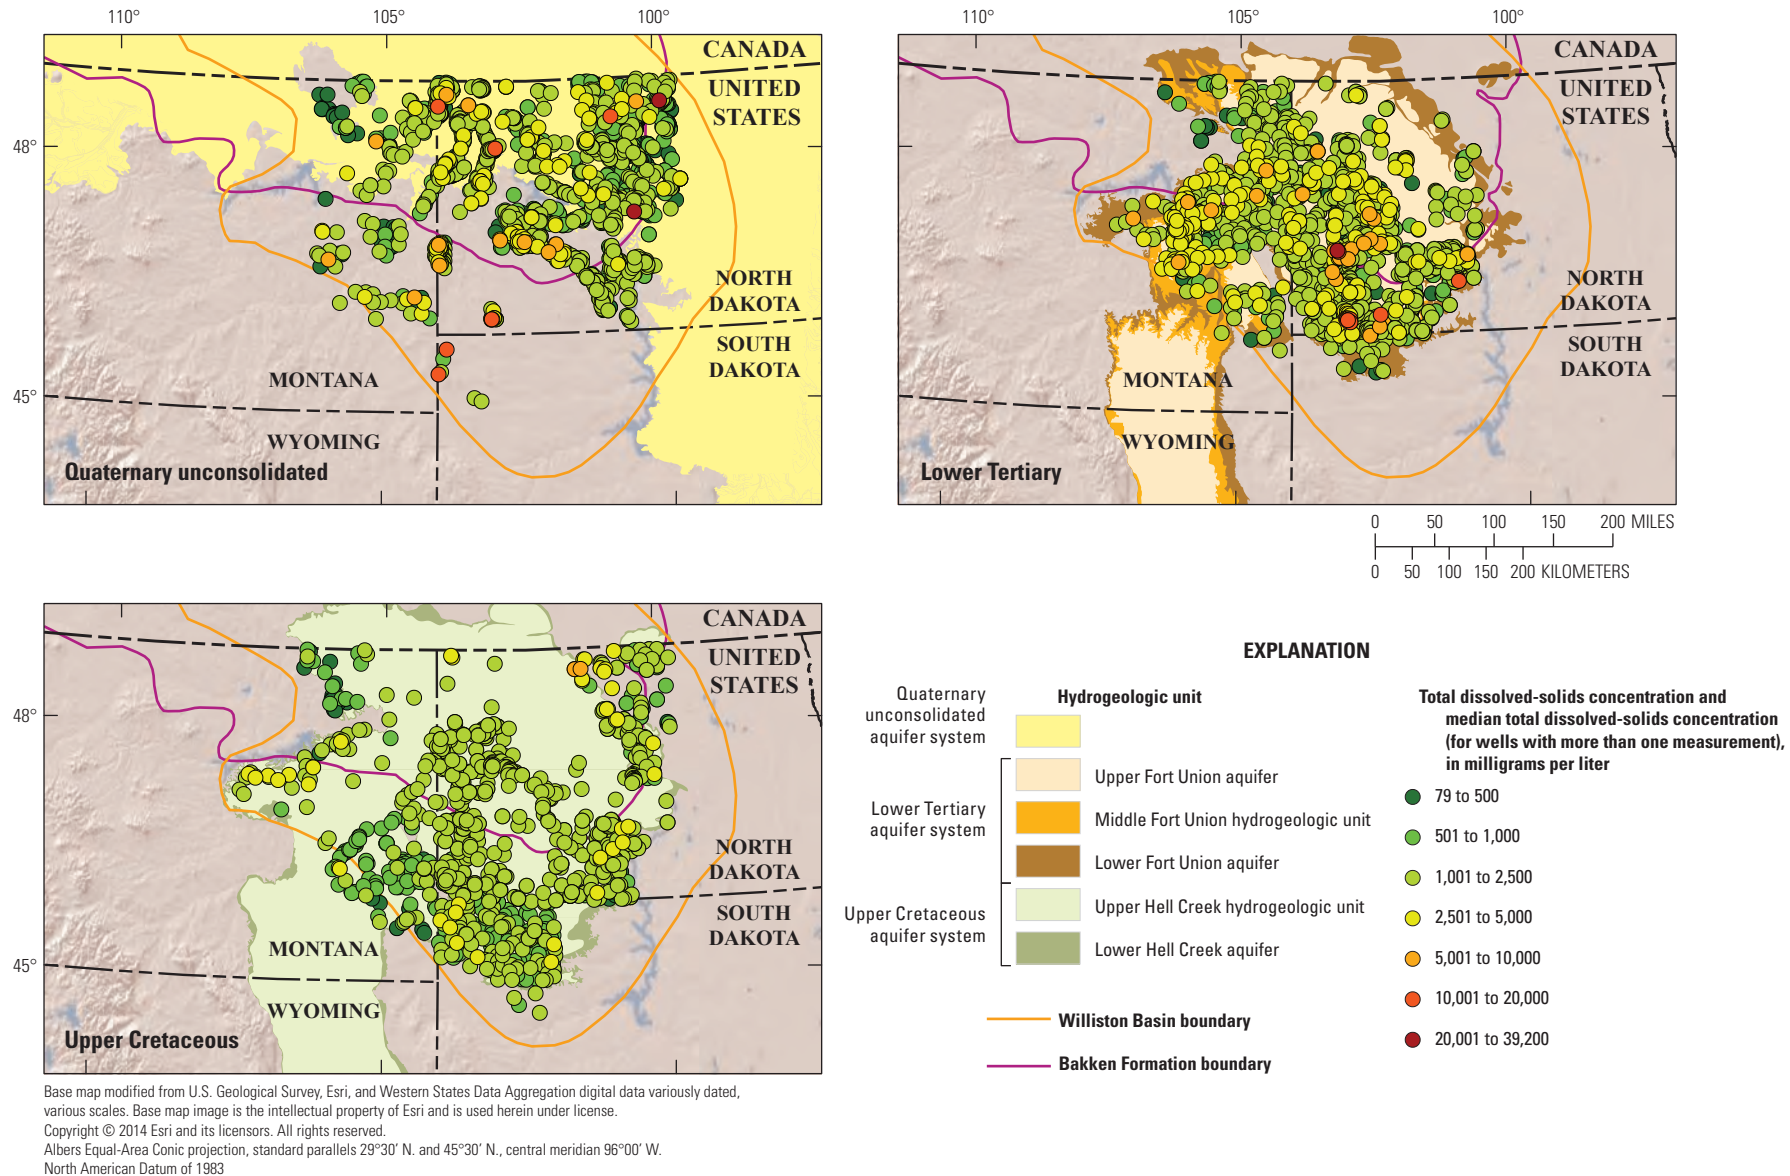 110°
105°
100°
CANADA
UNITED
STATES
48°
NORTH
DAKOTA
SOUTH
DAKOTA
MONTANA
45°
WYOMING
Quaternary unconsolidated
110°
105°
100°
CANADA
UNITED
STATES
NORTH
DAKOTA
SOUTH
DAKOTA
MONTANA
WYOMING
Lower Tertiary
0 50 100 150 200 MILES
0 50 100 150 200 KILOMETERS
CANADA
UNITED
STATES
48°
NORTH
DAKOTA
SOUTH
DAKOTA
MONTANA
45°
WYOMING
Upper Cretaceous
EXPLANATION
Quaternary
unconsolidated
aquifer system
Hydrogeologic unit
Lower Tertiary
aquifer system
Upper Fort Union aquifer
Middle Fort Union hydrogeologic unit
Lower Fort Union aquifer
Upper Cretaceous
aquifer system
Upper Hell Creek hydrogeologic unit
Lower Hell Creek aquifer
Williston Basin boundary
Bakken Formation boundary
Total dissolved-solids concentration and
median total dissolved-solids concentration
(for wells with more than one measurement),
in milligrams per liter
79 to 500
501 to 1,000
1,001 to 2,500
2,501 to 5,000
5,001 to 10,000
10,001 to 20,000
20,001 to 39,200
Base map modified from U.S. Geological Survey, Esri, and Western States Data Aggregation digital data variously dated,
various scales. Base map image is the intellectual property of Esri and is used herein under license.
Copyright © 2014 Esri and its licensors. All rights reserved.
Albers Equal-Area Conic projection, standard parallels 29°30′ N. and 45°30′ N., central meridian 96°00′ W.
North American Datum of 1983